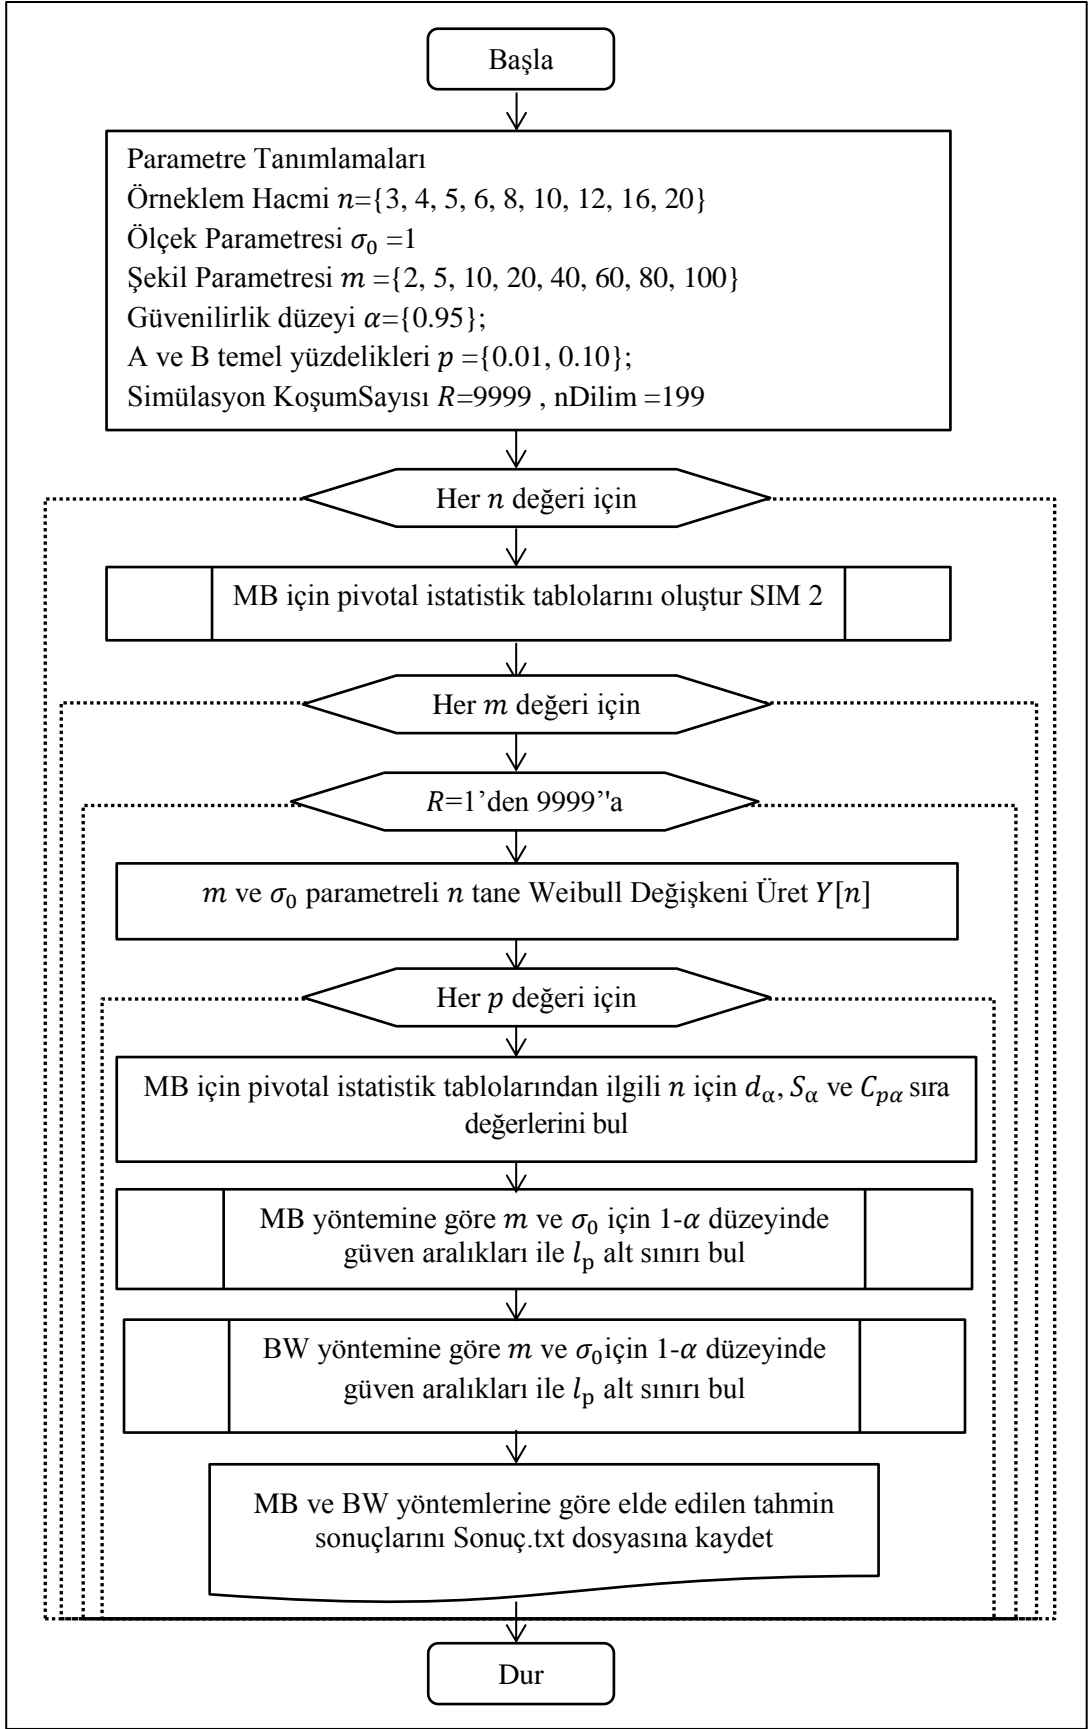 Başla
Parametre Tanımlamaları
Örneklem Hacmi n={3, 4, 5, 6, 8, 10, 12, 16, 20}
Ölçek Parametresi σ₀ =1
Şekil Parametresi m ={2, 5, 10, 20, 40, 60, 80, 100}
Güvenilirlik düzeyi α={0.95};
A ve B temel yüzdelikleri p ={0.01, 0.10};
Simülasyon KoşumSayısı R=9999 , nDilim =199
Her n değeri için
MB için pivotal istatistik tablolarını oluştur SIM 2
Her m değeri için
R=1’den 9999’'a
m ve σ₀ parametreli n tane Weibull Değişkeni Üret Y[n]
Her p değeri için
MB için pivotal istatistik tablolarından ilgili n için d_α, S_α ve C_pα sıra
değerlerini bul
MB yöntemine göre m ve σ₀ için 1-α düzeyinde
güven aralıkları ile l_p alt sınırı bul
BW yöntemine göre m ve σ₀için 1-α düzeyinde
güven aralıkları ile l_p alt sınırı bul
MB ve BW yöntemlerine göre elde edilen tahmin
sonuçlarını Sonuç.txt dosyasına kaydet
Dur